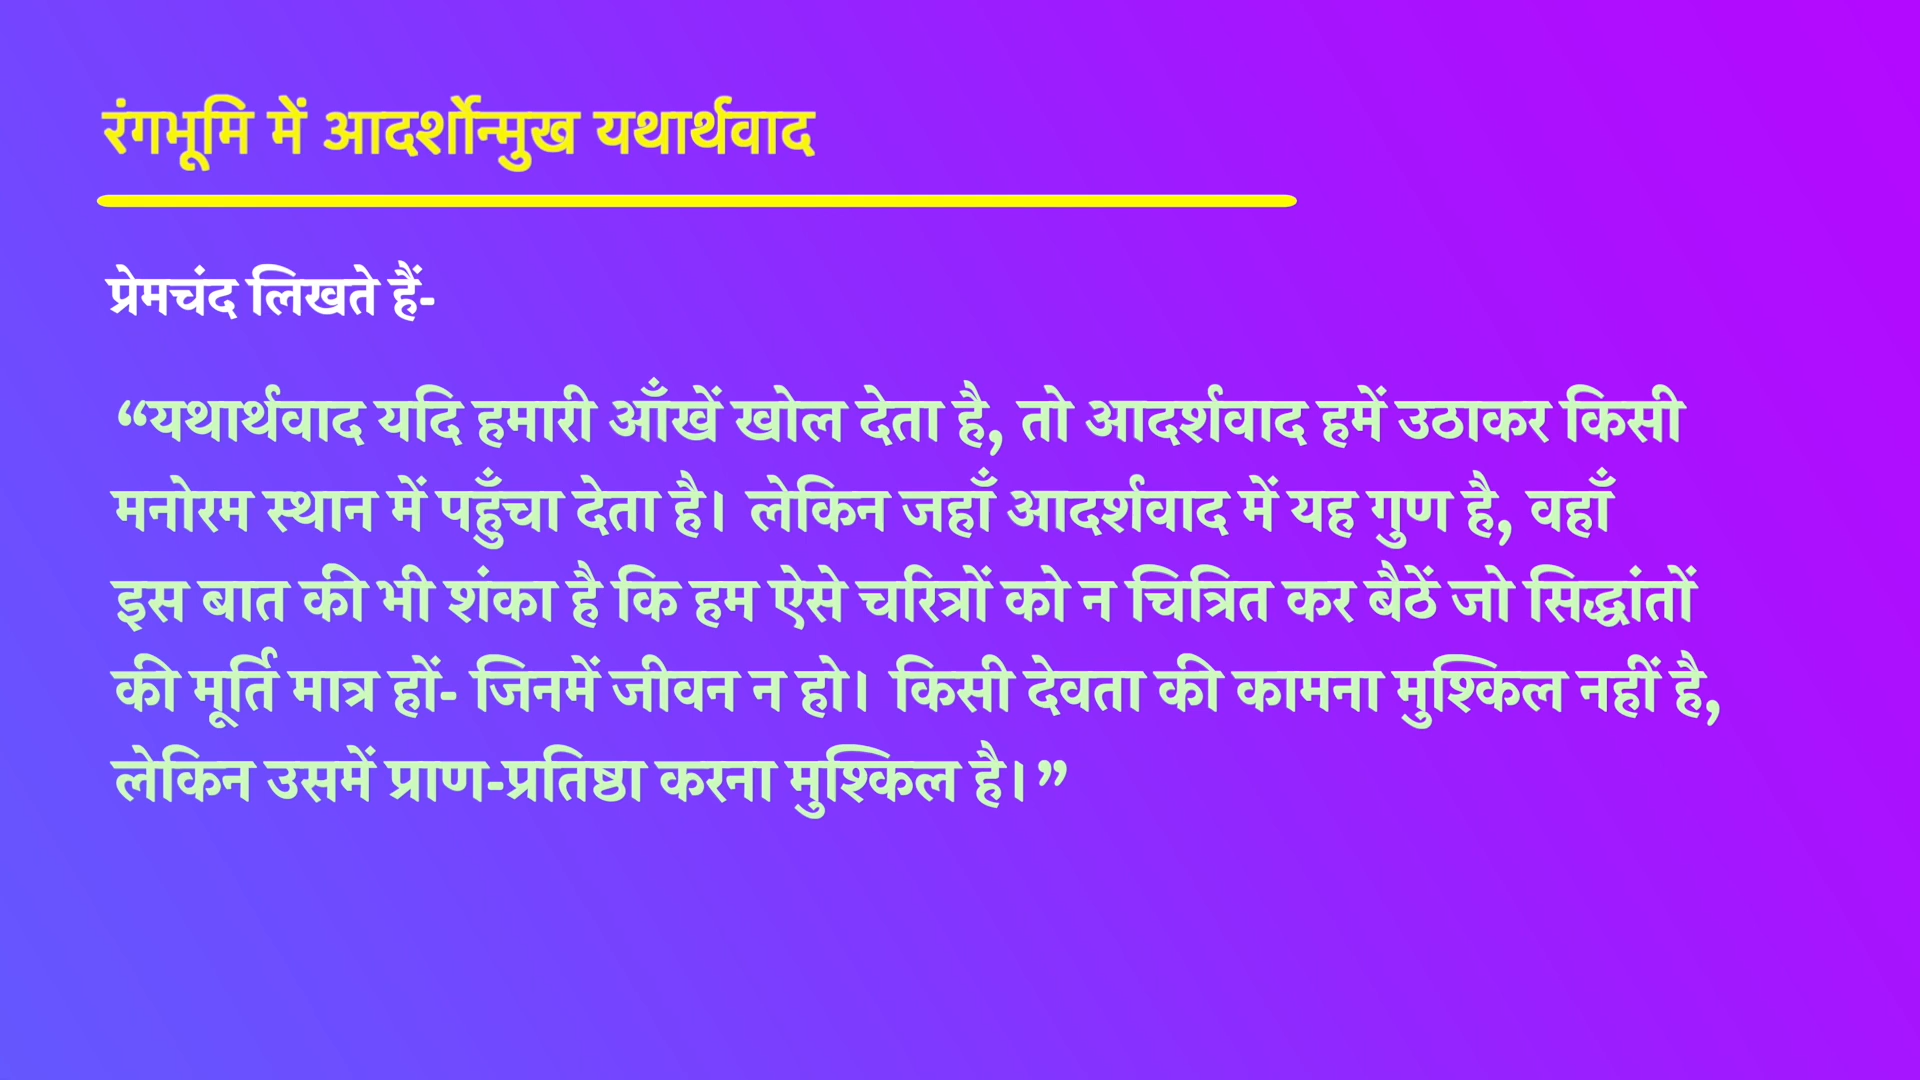 रंगभूमि में आदर्शोन्मुख यथार्थवाद
प्रेमचंद लिखते हैं-
“यथार्थवाद यदि हमारी आँखें खोल देता है, तो आदर्शवाद हमें उठाकर किसी
मनोरम स्थान में पहुँचा देता है। लेकिन जहाँ आदर्शवाद में यह गुण है, वहाँ
इस बात की भी शंका है कि हम ऐसे चरित्रों को न चित्रित कर बैठें जो सिद्धांतों
की मूर्ति मात्र हों- जिनमें जीवन न हो। किसी देवता की कामना मुश्किल नहीं है,
लेकिन उसमें प्राण-प्रतिष्ठा करना मुश्किल है।”